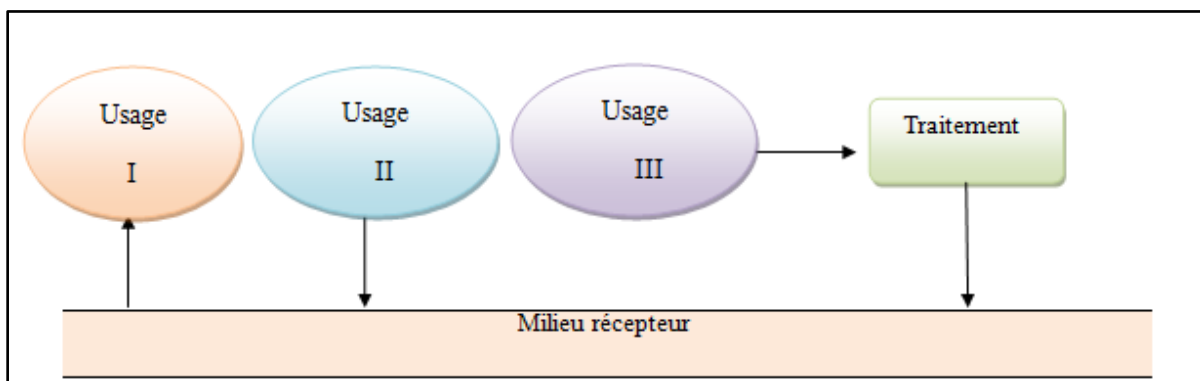 Usage
I
Usage
II
Usage
III
Traitement
Milieu récepteur